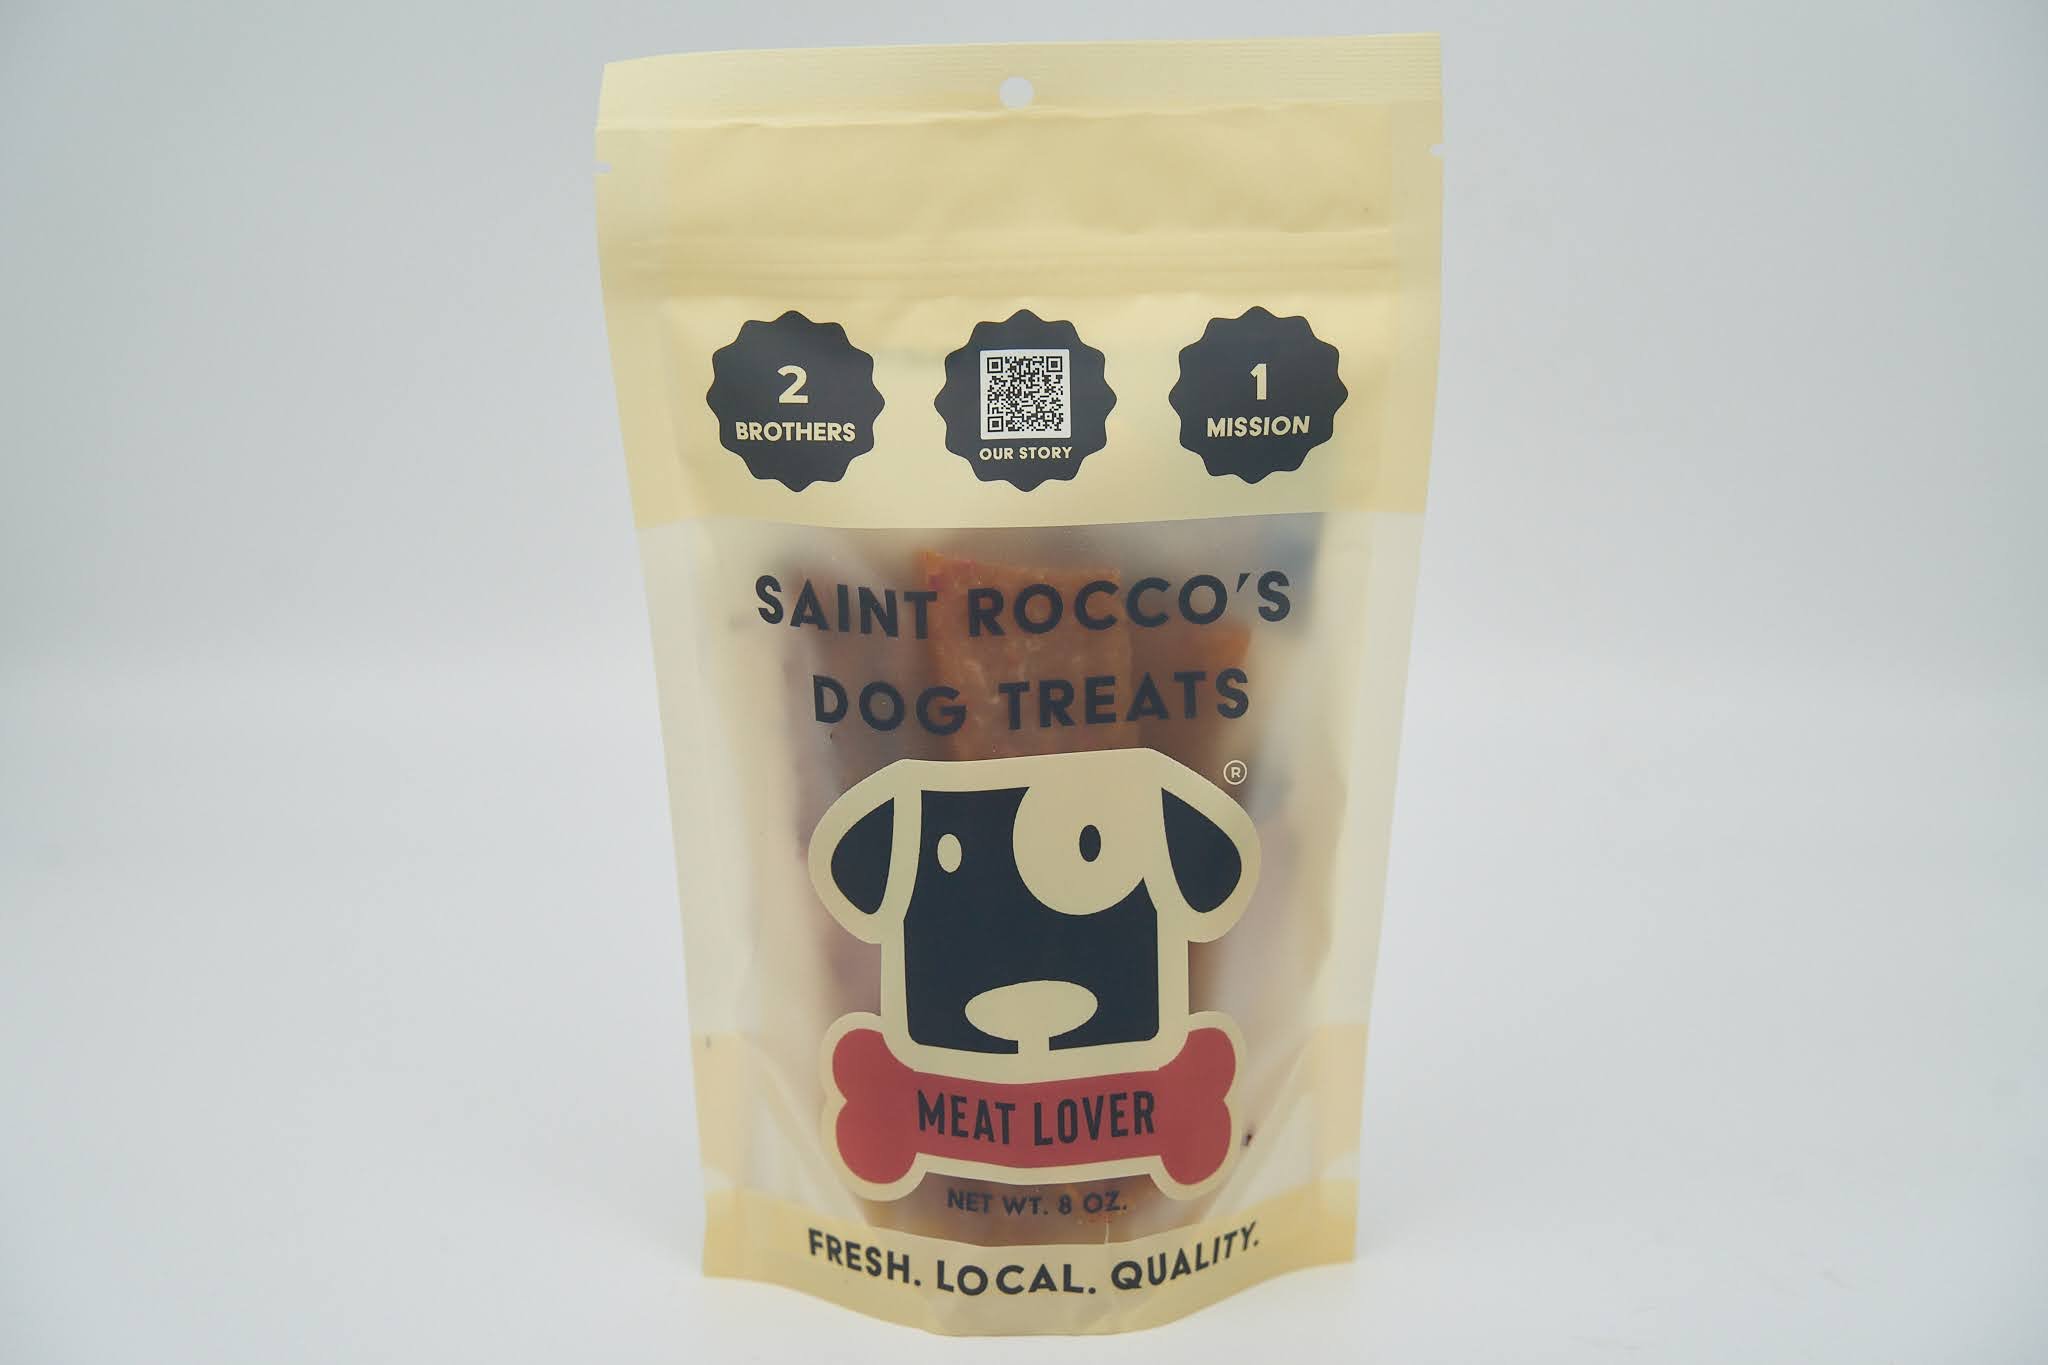 2
BROTHERS
OUR STORY
1
MISSION
SAINT ROCCO'S
DOG TREATS
®
MEAT LOVER
NET WT. 8 OZ.
FRESH. LOCAL. QUALITY.